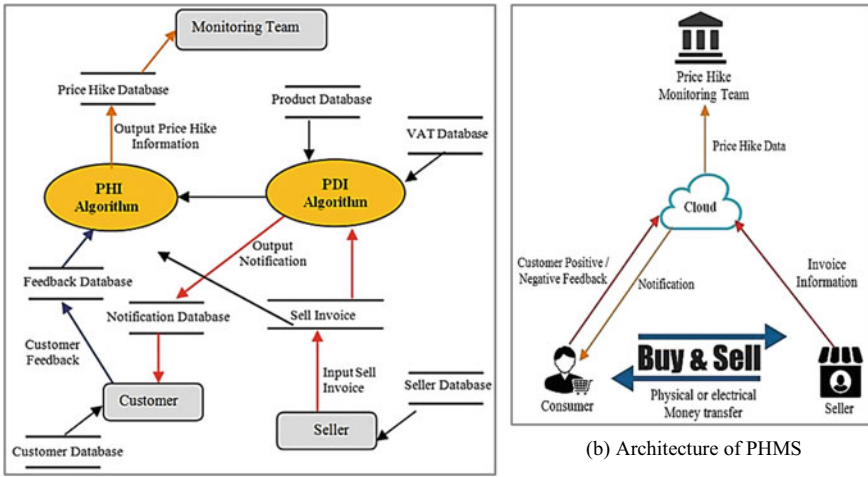 Monitoring Team
Price Hike Database
Product Database
Output Price Hike
Information
VAT Database
PHI
Algorithm
PDI
Algorithm
Output
Notification
Feedback Database
Notification Database
Sell Invoice
Customer
Feedback
Input Sell
Invoice
Seller Database
Customer
Seller
Customer Database
Price Hike
Monitoring Team
Price Hike Data
Cloud
Customer Positive /
Negative Feedback
Notification
Invoice
Information
Buy & Sell
Physical or electrical
Money transfer
Consumer
Seller
(b) Architecture of PHMS